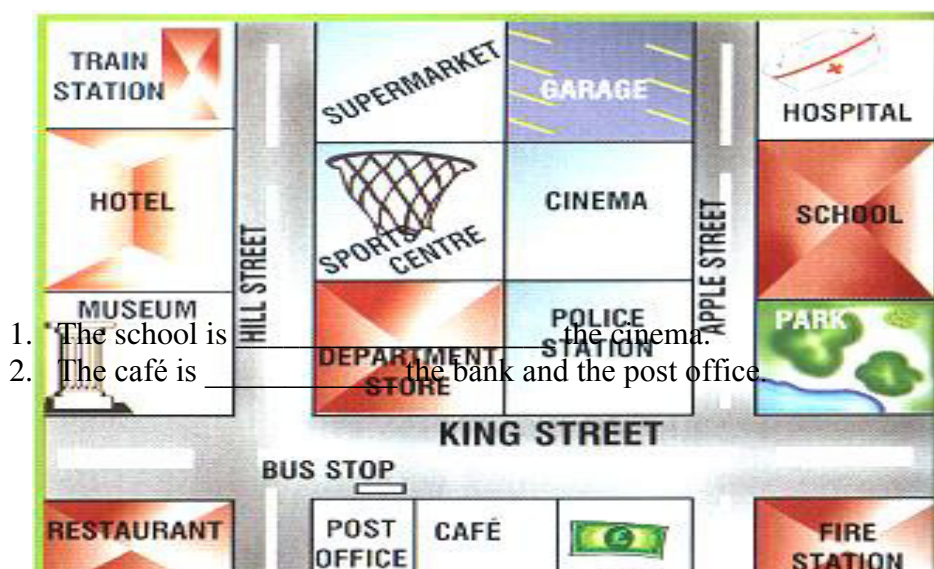 TRAIN
STATION
SUPERMARKET
GARAGE
HOSPITAL
HOTEL
HILL STREET
SPORTS
CENTRE
CINEMA
APPLE STREET
SCHOOL
MUSEUM
DEPARTMENT
STORE
POLICE
STATION
PARK
1. The school is ________________________ the cinema.
2. The café is ______________ the bank and the post office.
KING STREET
BUS STOP
RESTAURANT
POST
OFFICE
CAFÉ
FIRE
STATION